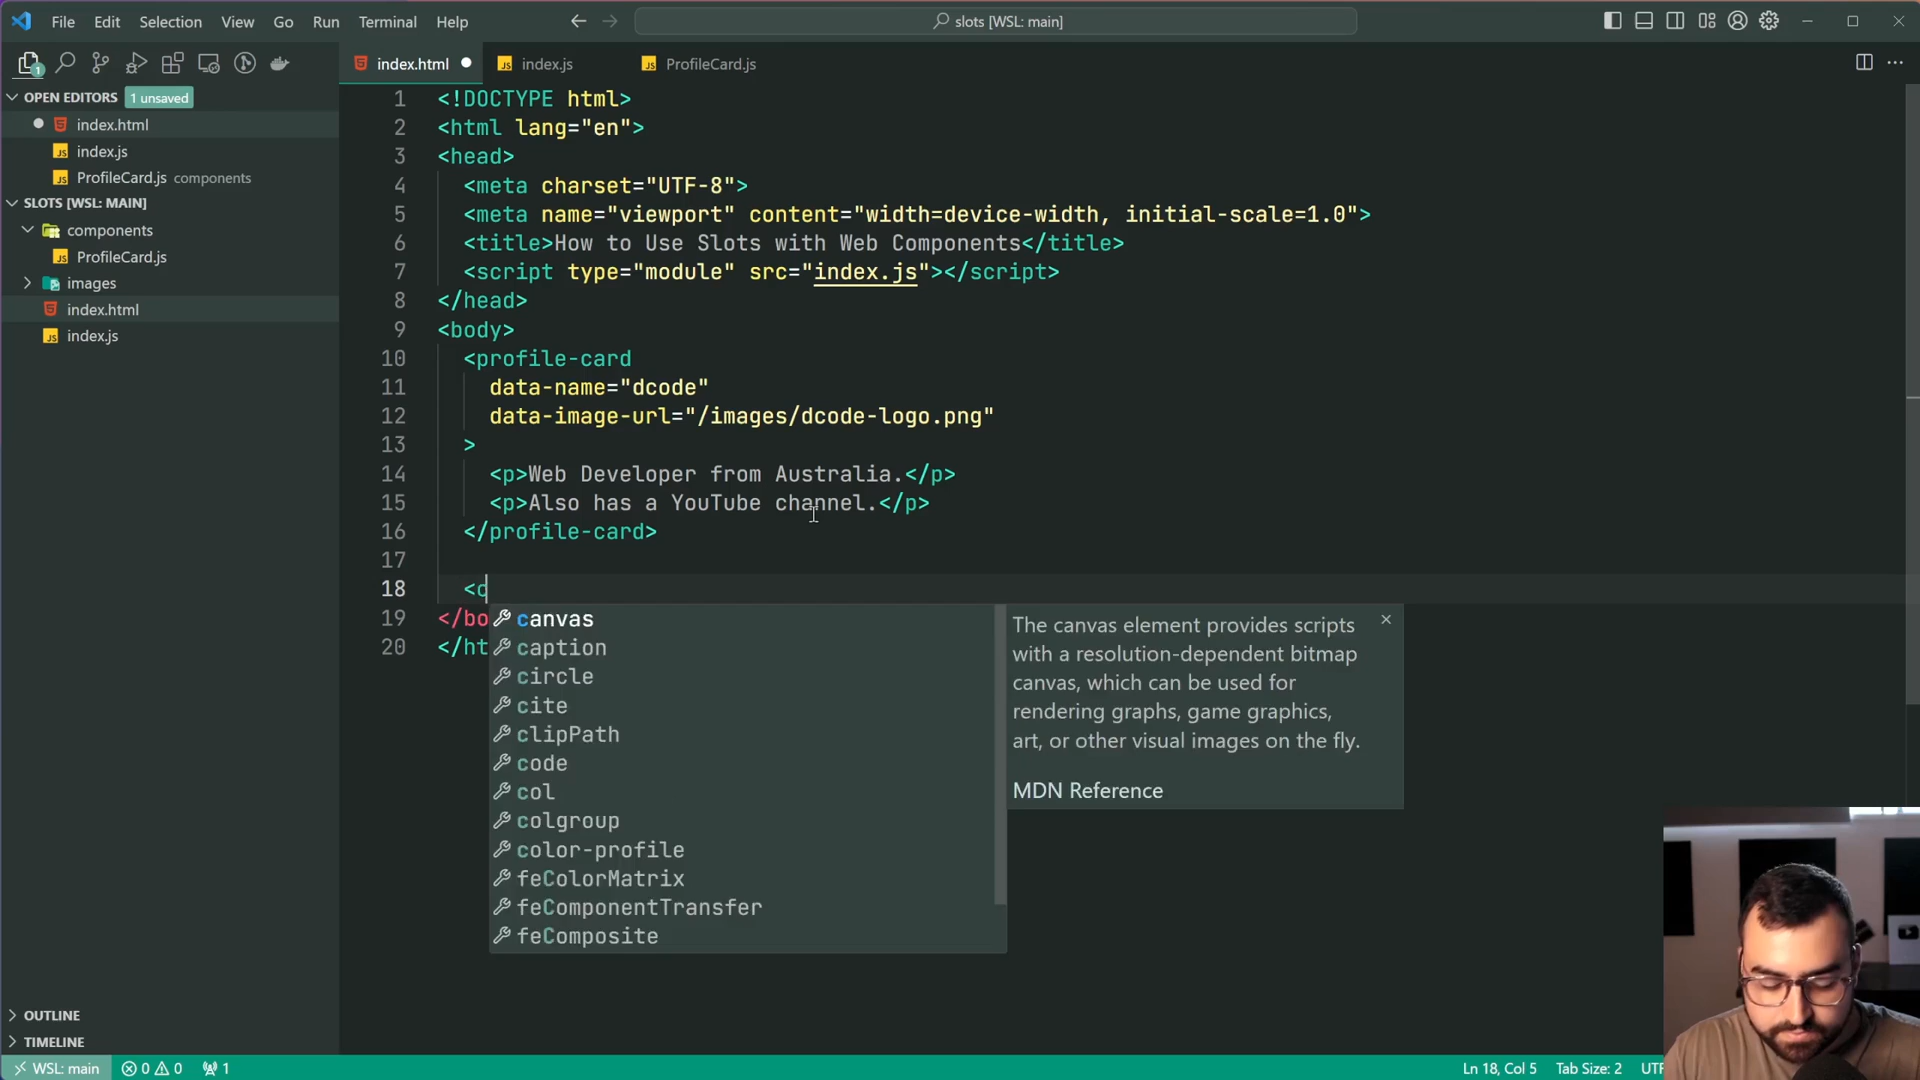 File Edit Selection View Go Run Terminal Help
slots [WSL: main]
1
index.html
index.js
ProfileCard.js
OPEN EDITORS 1 unsaved
index.html
index.js
ProfileCard.js components
SLOTS [WSL: MAIN]
components
ProfileCard.js
images
index.html
index.js
1 <!DOCTYPE html>
2 <html lang="en">
3 <head>
4 <meta charset="UTF-8">
5 <meta name="viewport" content="width=device-width, initial-scale=1.0">
6 <title>How to Use Slots with Web Components</title>
7 <script type="module" src="index.js"></script>
8 </head>
9 <body>
10 <profile-card
11 data-name="dcode"
12 data-image-url="/images/dcode-logo.png"
13 >
14 <p>Web Developer from Australia.</p>
15 <p>Also has a YouTube channel.</p>
16 </profile-card>
17
18 <c
19 </bo
20 </ht
canvas
caption
circle
cite
clipPath
code
col
colgroup
color-profile
feColorMatrix
feComponentTransfer
feComposite
The canvas element provides scripts
with a resolution-dependent bitmap
canvas, which can be used for
rendering graphs, game graphics,
art, or other visual images on the fly.
MDN Reference
OUTLINE
TIMELINE
WSL: main 0 0 1 Ln 18, Col 5 Tab Size: 2 UTF